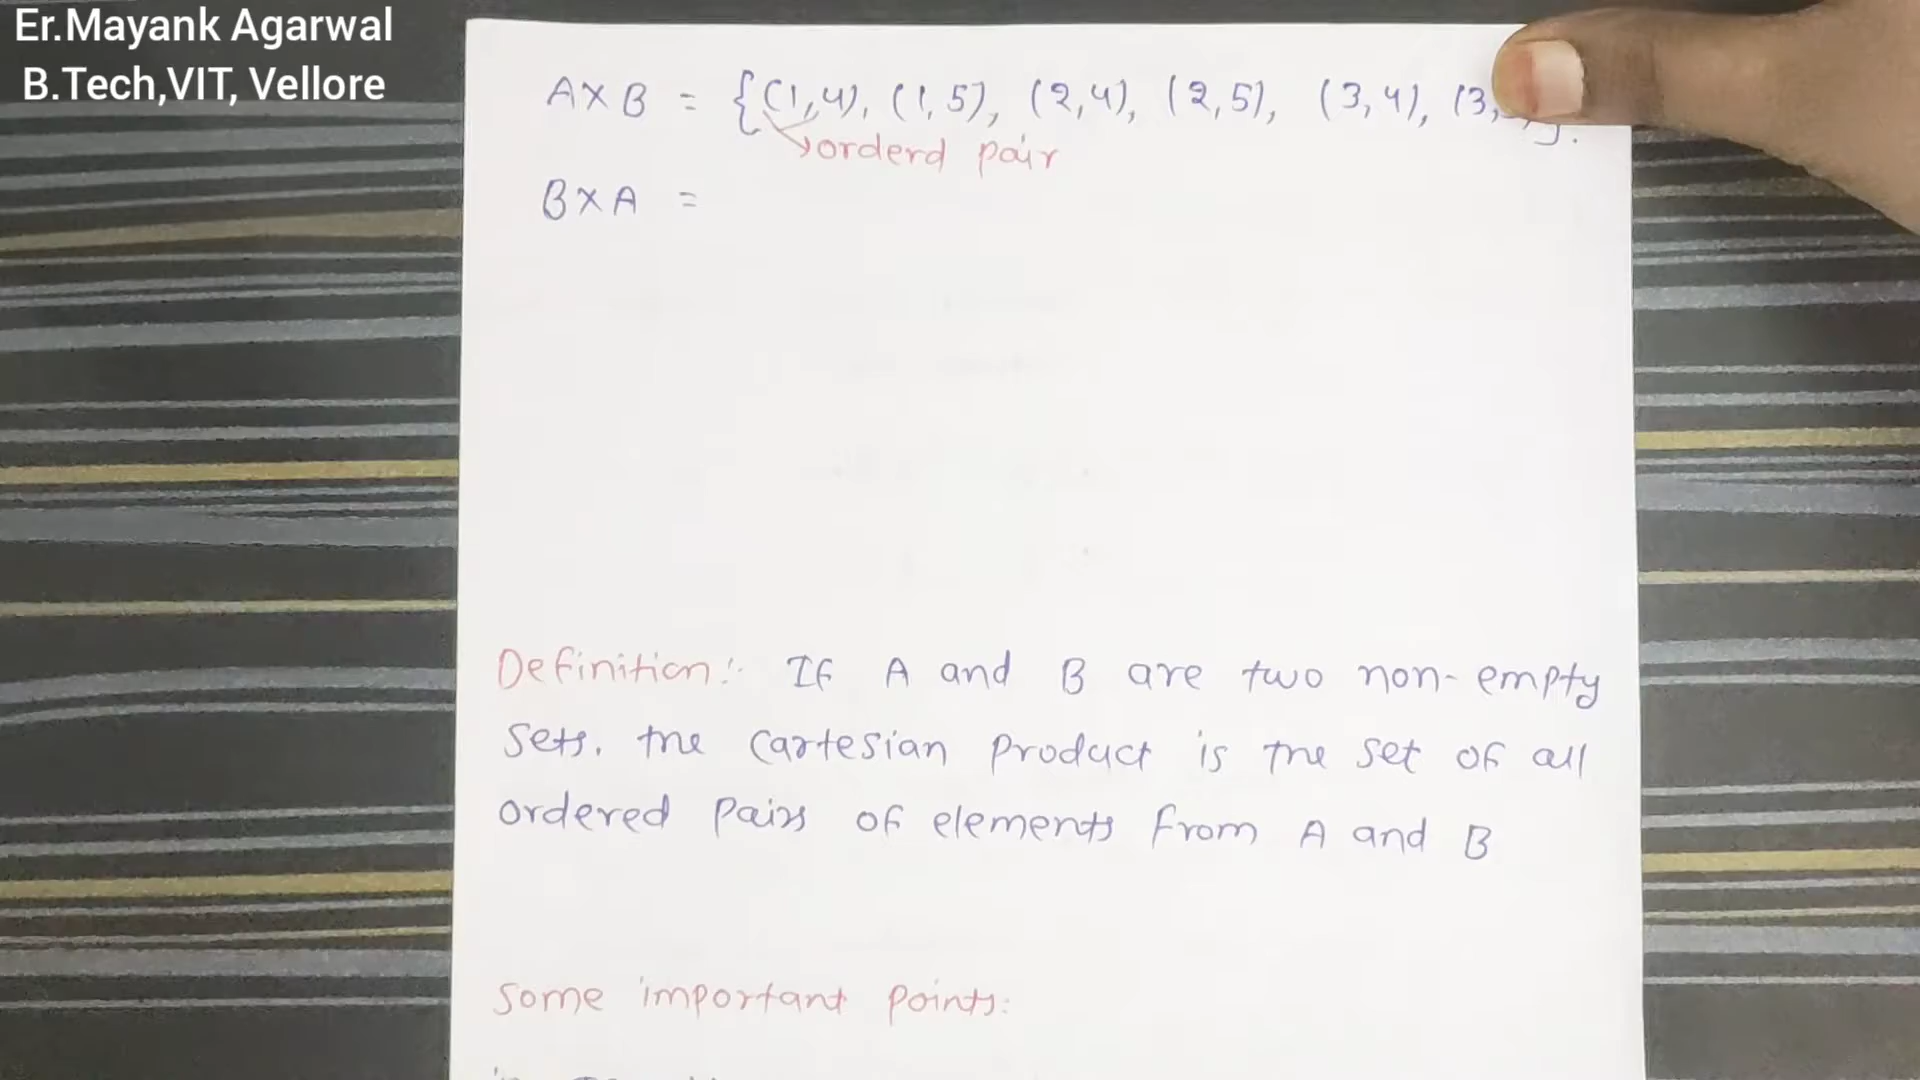 Er.Mayank Agarwal
B.Tech,VIT, Vellore
A×B = {(1,4), (1,5), (2,4), (2,5), (3,4), (3,
orderd pair
B×A =
Definition:- If A and B are two non-empty
sets. the Cartesian Product is the set of all
ordered Pairs of elements from A and B
some important points: